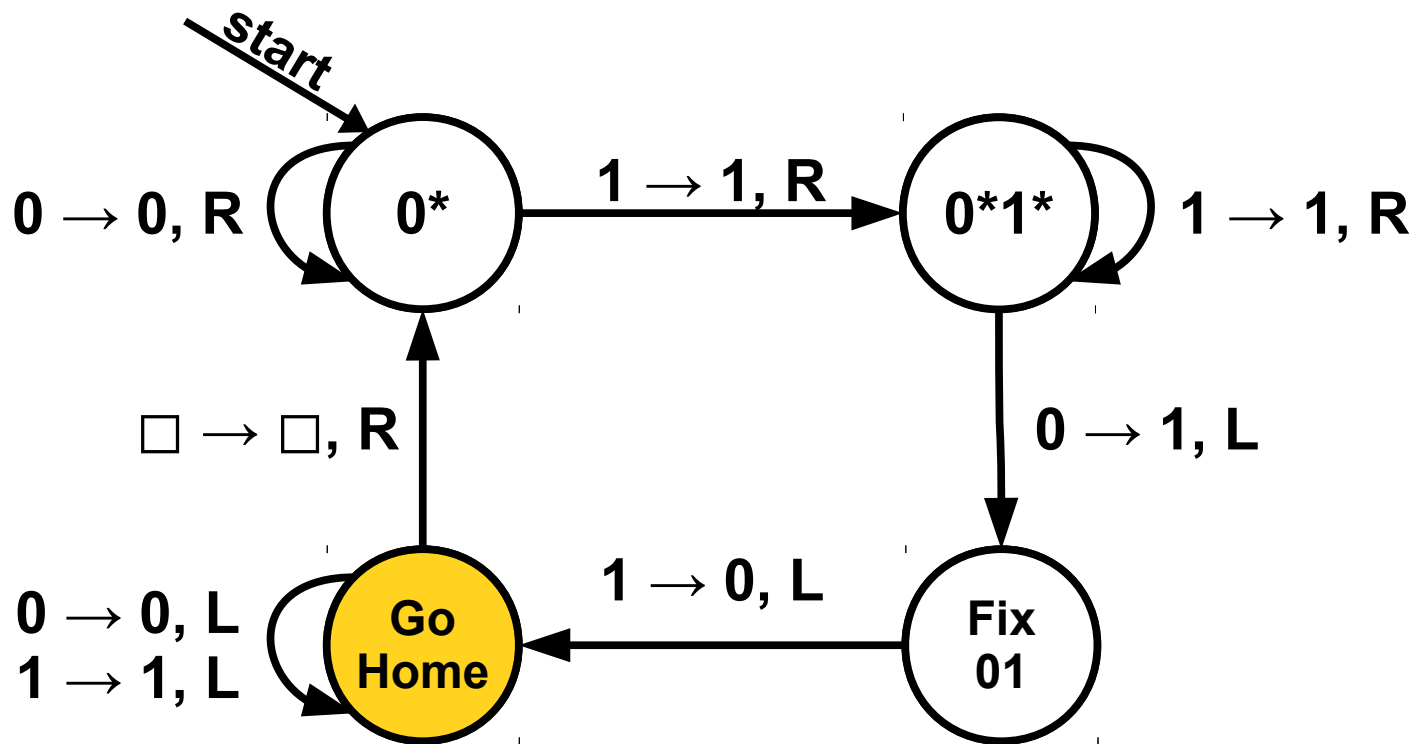 start
0 → 0, R
0*
1 → 1, R
0*1*
1 → 1, R
□ → □, R
0 → 1, L
0 → 0, L
1 → 1, L
Go
Home
1 → 0, L
Fix
01